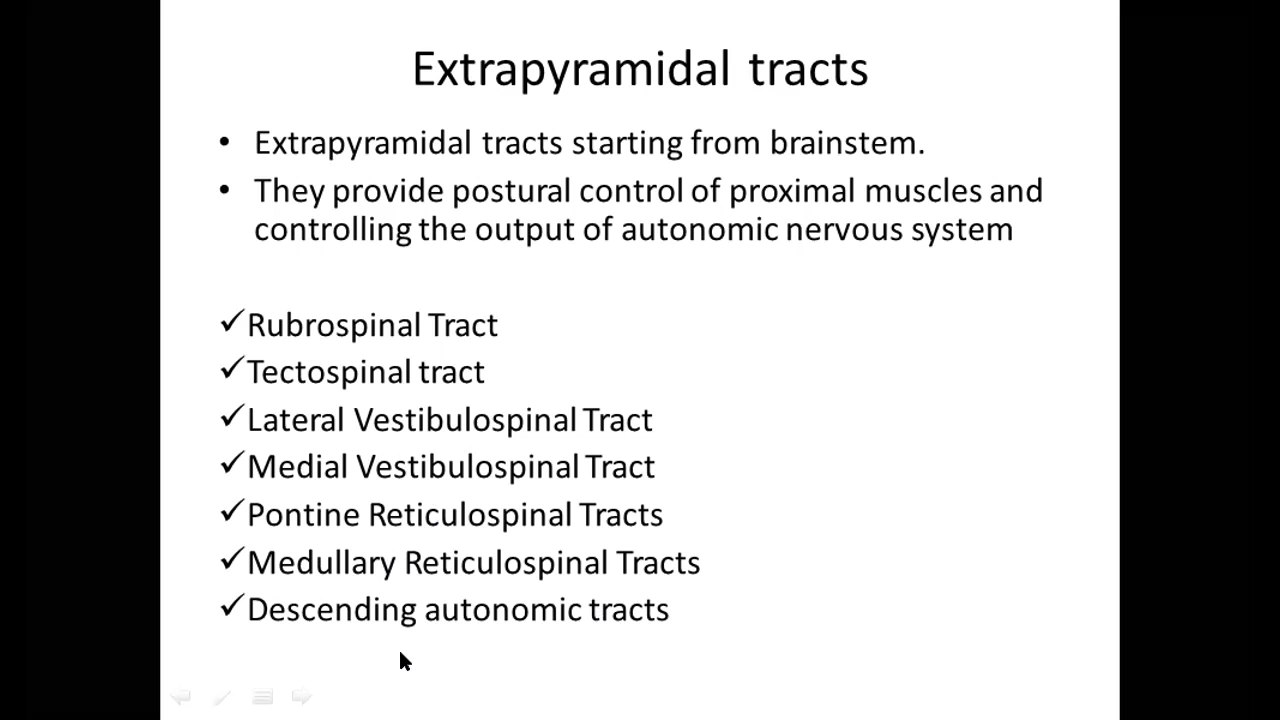 Extrapyramidal tracts
• Extrapyramidal tracts starting from brainstem.
• They provide postural control of proximal muscles and
controlling the output of autonomic nervous system
✓Rubrospinal Tract
✓Tectospinal tract
✓Lateral Vestibulospinal Tract
✓Medial Vestibulospinal Tract
✓Pontine Reticulospinal Tracts
✓Medullary Reticulospinal Tracts
✓Descending autonomic tracts